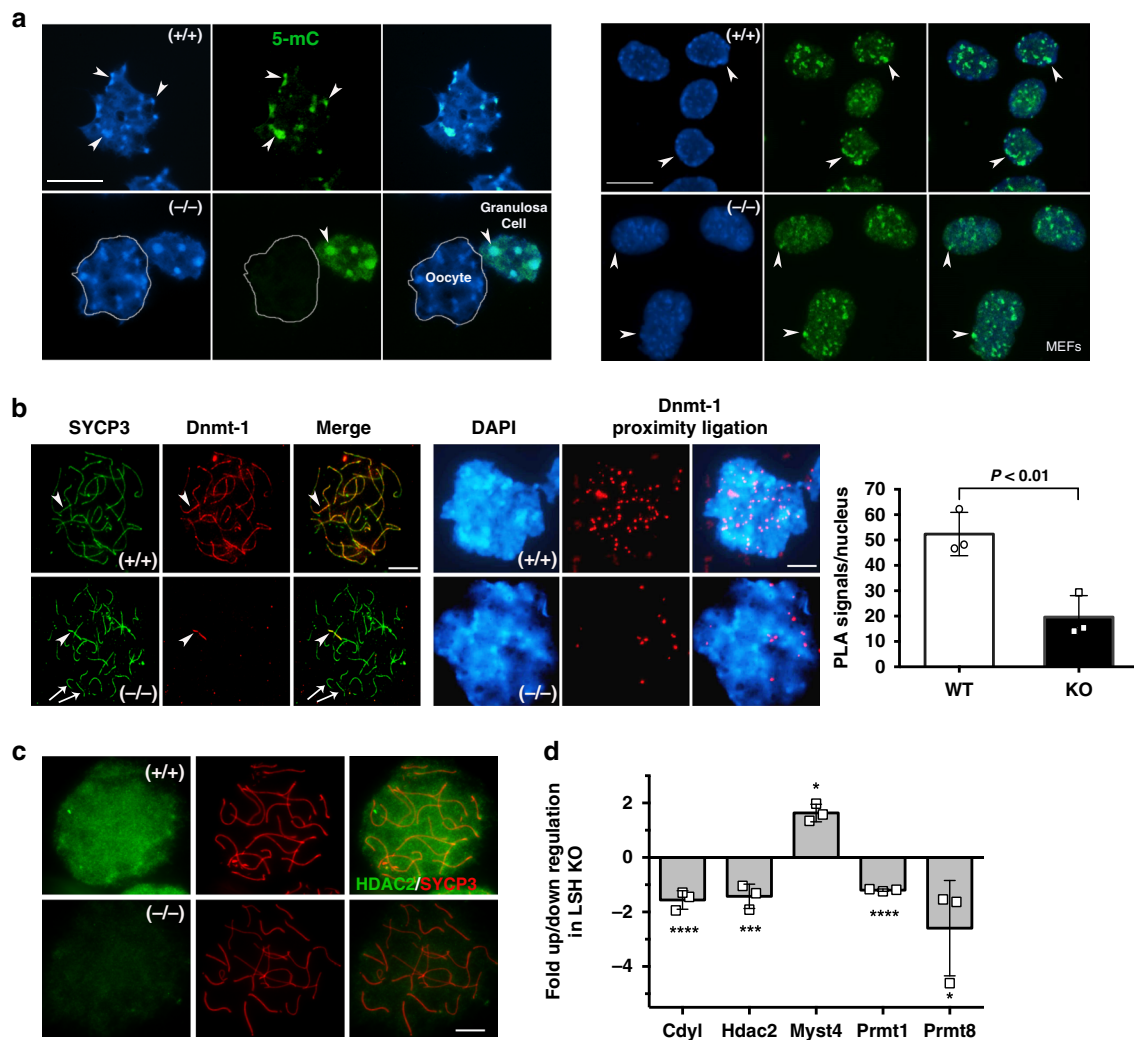 a
(+/+)
5-mC
(–/–)
Granulosa
Cell
Oocyte
(+/+)
(–/–)
MEFs
b
SYCP3
Dnmt-1
Merge
(+/+)
(–/–)
DAPI
Dnmt-1
proximity ligation
(+/+)
(–/–)
P < 0.01
PLA signals/nucleus
70
60
50
40
30
20
10
0
WT
KO
c
(+/+)
HDAC2/SYCP3
(–/–)
d
Fold up/down regulation
in LSH KO
2
0
–2
–4
*
****
***
****
*
Cdyl
Hdac2
Myst4
Prmt1
Prmt8